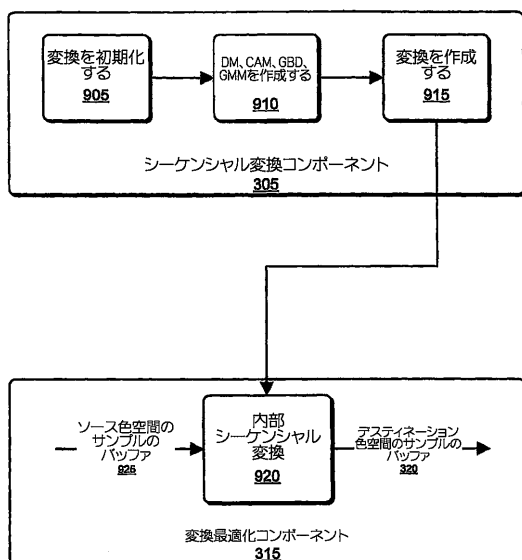 変換を初期化
する
905
DM、CAM、GBD、
GMMを作成する
910
変換を作成
する
915
シーケンシャル変換コンポーネント
305
ソース色空間の
サンプルの
バッファ
925
内部
シーケンシャル
変換
920
デスティネーション
色空間のサンプルの
バッファ
320
変換最適化コンポーネント
315